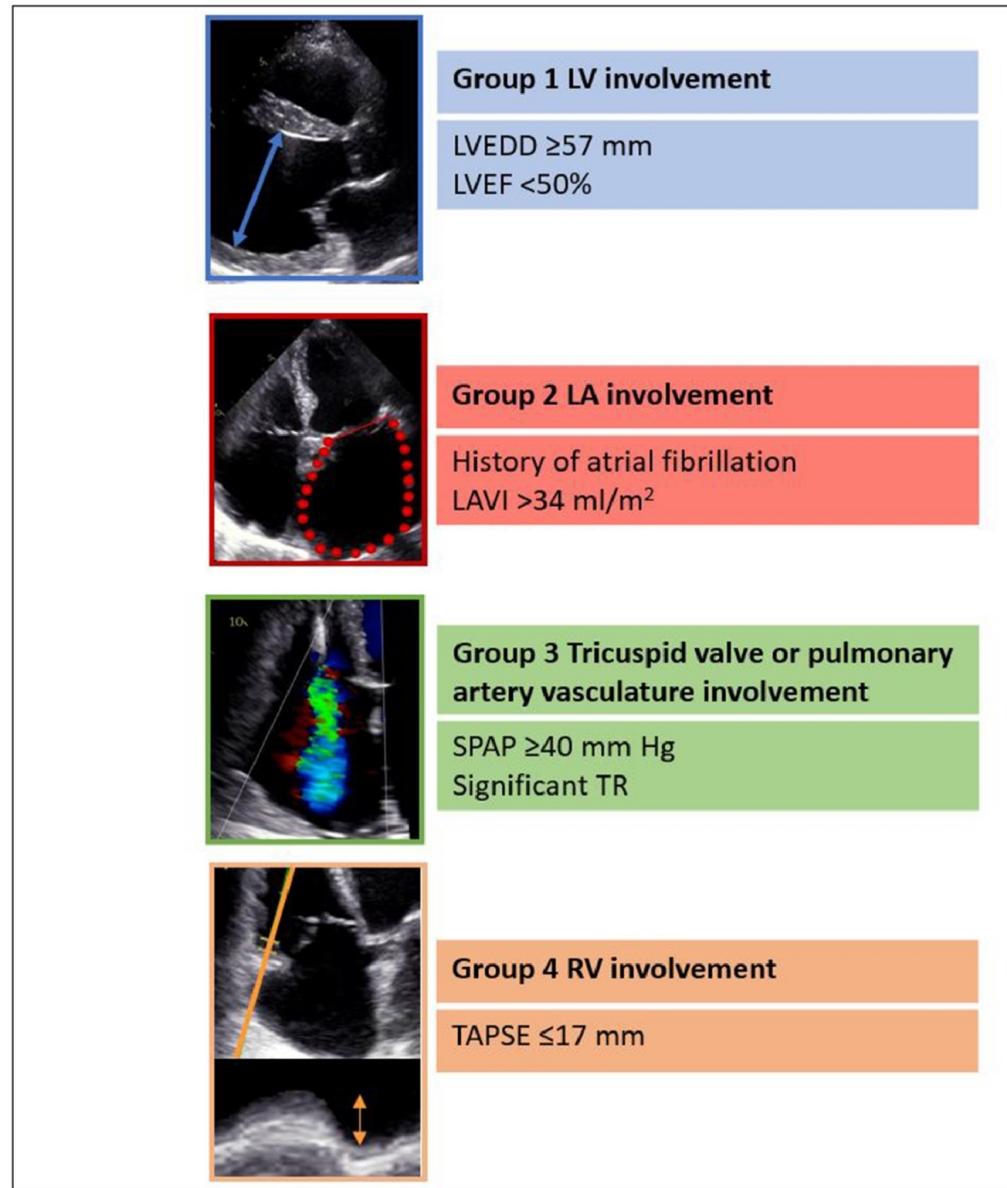 Group 1 LV involvement
LVEDD ≥57 mm
LVEF <50%
Group 2 LA involvement
History of atrial fibrillation
LAVI >34 ml/m²
10
Group 3 Tricuspid valve or pulmonary
artery vasculature involvement
SPAP ≥40 mm Hg
Significant TR
Group 4 RV involvement
TAPSE ≤17 mm